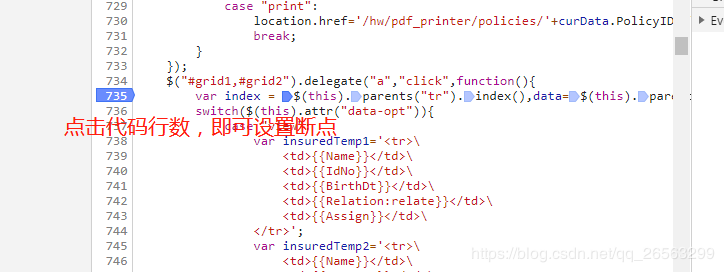 729 case "print":
730 location.href='/hw/pdf_printer/policies/'+curData.PolicyID
731 break;
732 }
733 });
734 $("#grid1,#grid2").delegate("a","click",function(){
735 var index = $(this).parents("tr").index(),data=$(this).pare
736 switch($(this).attr("data-opt")){
点击代码行数，即可设置断点
738 var insuredTemp1='<tr>\
739 <td>{{Name}}</td>\
740 <td>{{IdNo}}</td>\
741 <td>{{BirthDt}}</td>\
742 <td>{{Relation:relate}}</td>\
743 <td>{{Assign}}</td>\
744 </tr>';
745 var insuredTemp2='<tr>\
746 <td>{{Name}}</td>\
▶ Eve
https://blog.csdn.net/qq_26563299